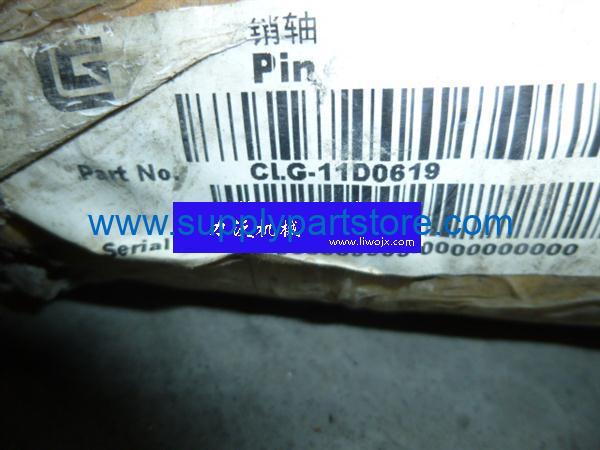 销轴
Pin
Part No.
CLG-11D0619
www.supplypartstore.com
力沃机械
www.liwojx.com
Serial
0000000000